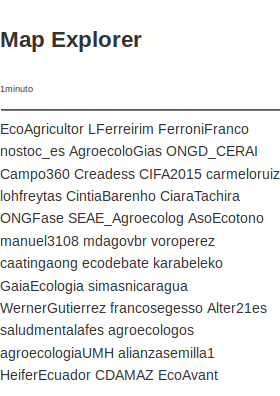 Map Explorer
1minuto
EcoAgricultor LFerreirim FerroniFranco
nostoc_es AgroecoloGias ONGD_CERAI
Campo360 Creadess CIFA2015 carmeloruiz
lohfreytas CintiaBarenho CiaraTachira
ONGFase SEAE_Agroecolog AsoEcotono
manuel3108 mdagovbr voroperez
caatingaong ecodebate karabeleko
GaiaEcologia simasnicaragua
WernerGutierrez francosegesso Alter21es
saludmentalafes agroecologos
agroecologiaUMH alianzasemilla1
HeiferEcuador CDAMAZ EcoAvant